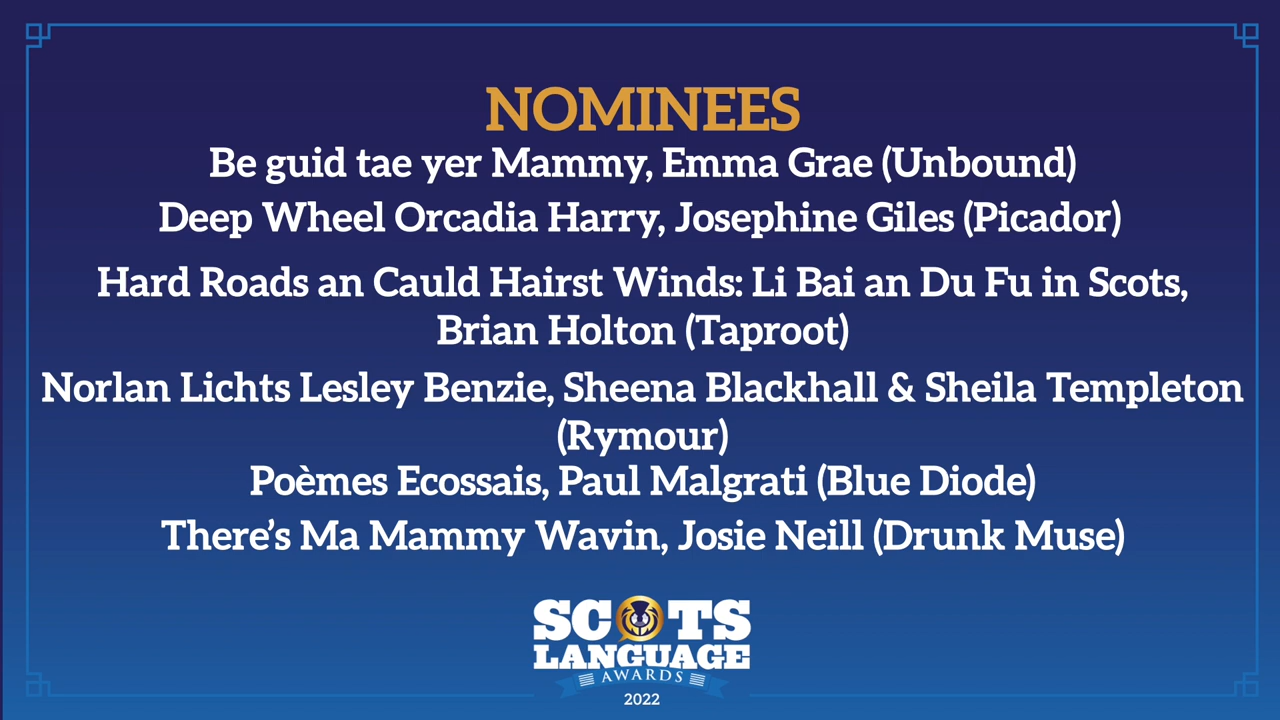 NOMINEES
Be guid tae yer Mammy, Emma Grae (Unbound)
Deep Wheel Orcadia Harry, Josephine Giles (Picador)
Hard Roads an Cauld Hairst Winds: Li Bai an Du Fu in Scots,
Brian Holton (Taproot)
Norlan Lichts Lesley Benzie, Sheena Blackhall & Sheila Templeton
(Rymour)
Poèmes Ecossais, Paul Malgrati (Blue Diode)
There’s Ma Mammy Wavin, Josie Neill (Drunk Muse)
SCOTS
LANGUAGE
AWARDS
2022